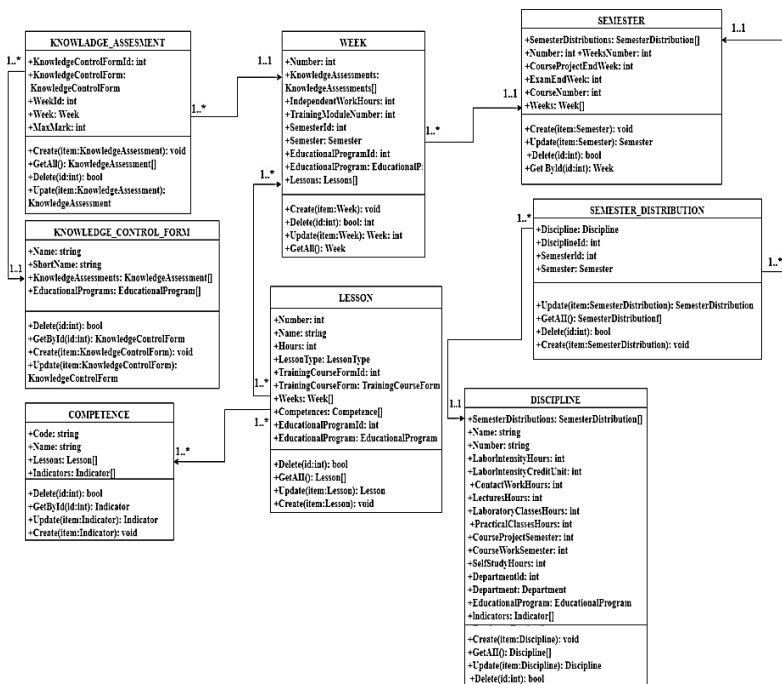 KNOWLADGE_ASSESMENT
+KnowledgeControlFormId: int
+KnowledgeControlForm:
KnowledgeControlForm
+WeekId: int
+Week: Week
+MaxMark: int
+Create(item:KnowledgeAssessment): void
+GetAll(): KnowledgeAssessment[]
+Delete(id:int): bool
+Upate(item:KnowledgeAssessment):
KnowledgeAssessment
1..*
1..*
1..1
KNOWLEDGE_CONTROL_FORM
+Name: string
+ShortName: string
+KnowledgeAssessments: KnowledgeAssessment[]
+EducationalPrograms: EducationalProgram[]
+Delete(id:int): bool
+GetById(id:int): KnowledgeControlForm
+Create(item:KnowledgeControlForm): void
+Update(item:KnowledgeControlForm):
KnowledgeControlForm
1..1
COMPETENCE
+Code: string
+Name: string
+Lessons: Lesson[]
+Indicators: Indicator[]
+Delete(id:int): bool
+GetById(id:int): Indicator
+Update(item:Indicator): Indicator
+Create(item:Indicator): void
1..*
WEEK
+Number: int
+KnowledgeAssessments:
KnowledgeAssessments[]
+IndependentWorkHours: int
+TrainingModuleNumber: int
+SemesterId: int
+Semester: Semester
+EducationalProgramId: int
+EducationalProgram: EducationalP
+Lessons: Lessons[]
+Create(item:Week): void
+Delete(id:int): bool: int
+Update(item:Week): Week: int
+GetAll(): Week
1..*
1..*
1..1
LESSON
+Number: int
+Name: string
+Hours: int
+LessonType: LessonType
+TrainingCourseFormId: int
+TrainingCourseForm: TrainingCourseForm
+Weeks: Week[]
+Competences: Competence[]
+EducationalProgramId: int
+EducationalProgram: EducationalProgram
+Delete(id:int): bool
+GetAll(): Lesson[]
+Update(item:Lesson): Lesson
+Create(item:Lesson): void
1..*
1..*
SEMESTER
+SemesterDistributions: SemesterDistribution[]
+Number: int +WeeksNumber: int
+CourseProjectEndWeek: int
+ExamEndWeek: int
+CourseNumber: int
+Weeks: Week[]
+Create(item:Semester): void
+Update(item:Semester): Semester
+Delete(id:int): bool
+Get ById(id:int): Week
1..1
SEMESTER_DISTRIBUTION
+Discipline: Discipline
+DisciplineId: int
+SemesterId: int
+Semester: Semester
+Update(item:SemesterDistribution): SemesterDistribution
+GetAll(): SemesterDistributionf]
+Delete(id:int): bool
+Create(item:SemesterDistribution): void
1..*
1..*
1..1
DISCIPLINE
+SemesterDistributions: SemesterDistribution[]
+Name: string
+Number: string
+LaborIntensityHours: int
+LaborIntensityCreditUnit: int
+ContactWorkHours: int
+LecturesHours: int
+LaboratoryClassesHours: int
+PracticalClassesHours: int
+CourseProjectSemester: int
+CourseWorkSemester: int
+SelfStudyHours: int
+DepartmentId: int
+Department: Department
+EducationalProgram: EducationalProgram
+Indicators: Indicator[]
+Create(item:Discipline): void
+GetAll(): Discipline[]
+Update(item:Discipline): Discipline
+Delete(id:int): bool